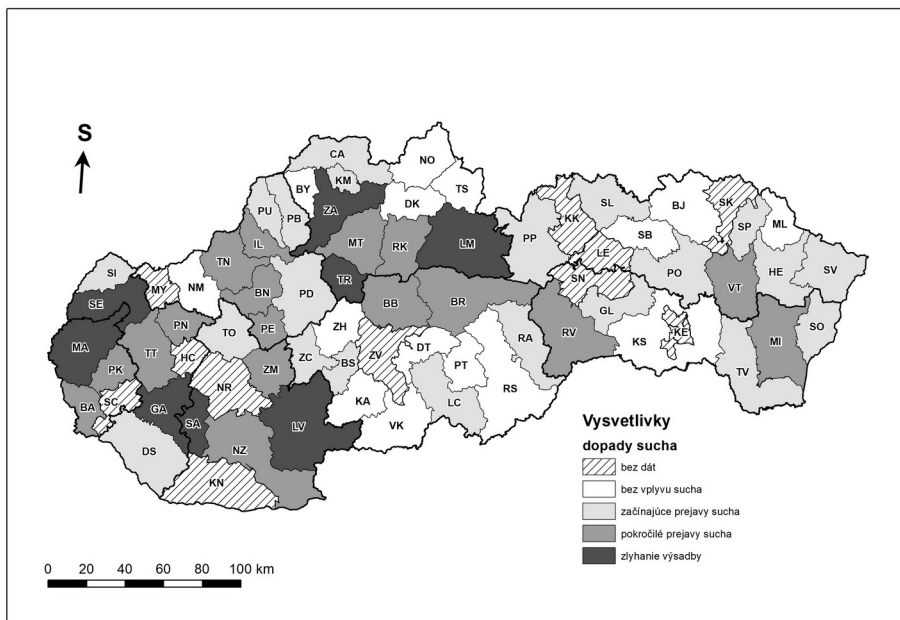 S
CA
NO
KM
BY
TS
ZA
DK
PU
PB
SL
BJ
SK
KK
ML
IL
MT
RK
LM
PP
LE
SB
SP
TN
SI
MY
NM
BN
PD
TR
BB
BR
SN
PO
HE
SV
VT
SE
PN
TO
PE
ZH
GL
RV
KE
KS
MI
SO
MA
TT
HC
ZM
ZC
BS
ZV
DT
PT
RA
PK
NR
TV
BA
SC
GA
SA
LV
KA
VK
LC
RS
DS
NZ
KN
Vysvetlivky
dopady sucha
bez dát
bez vplyvu sucha
začínajúce prejavy sucha
pokročilé prejavy sucha
zlyhanie výsadby
0 20 40 60 80 100 km